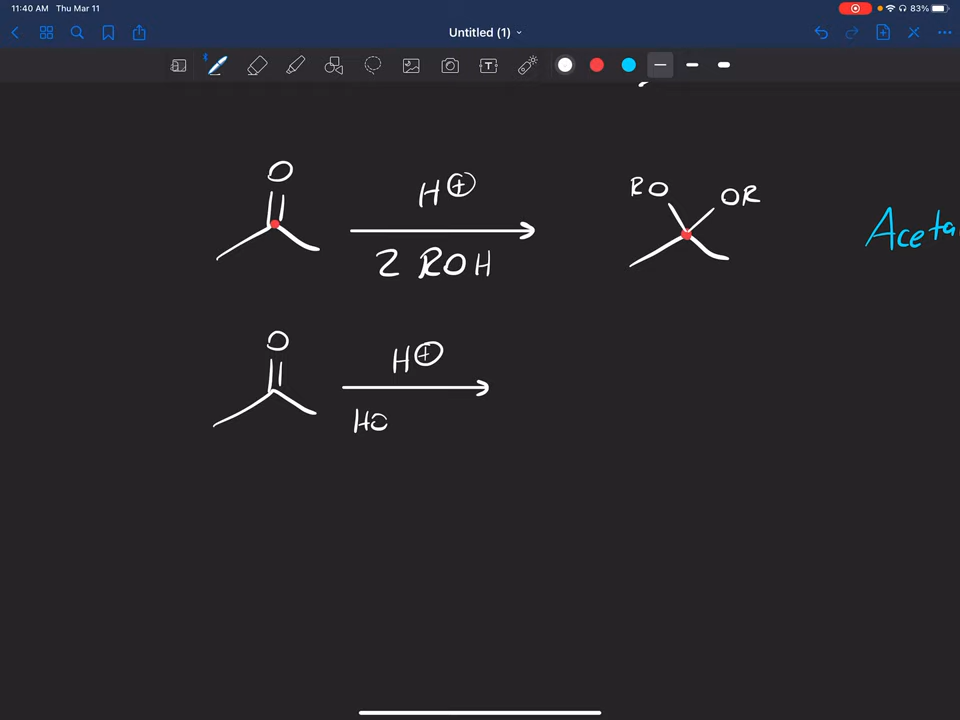 11:40 AM Thu Mar 11
83%
Untitled (1)
O
H⊕
RO OR
2 ROH
Aceta
O
H⊕
HO